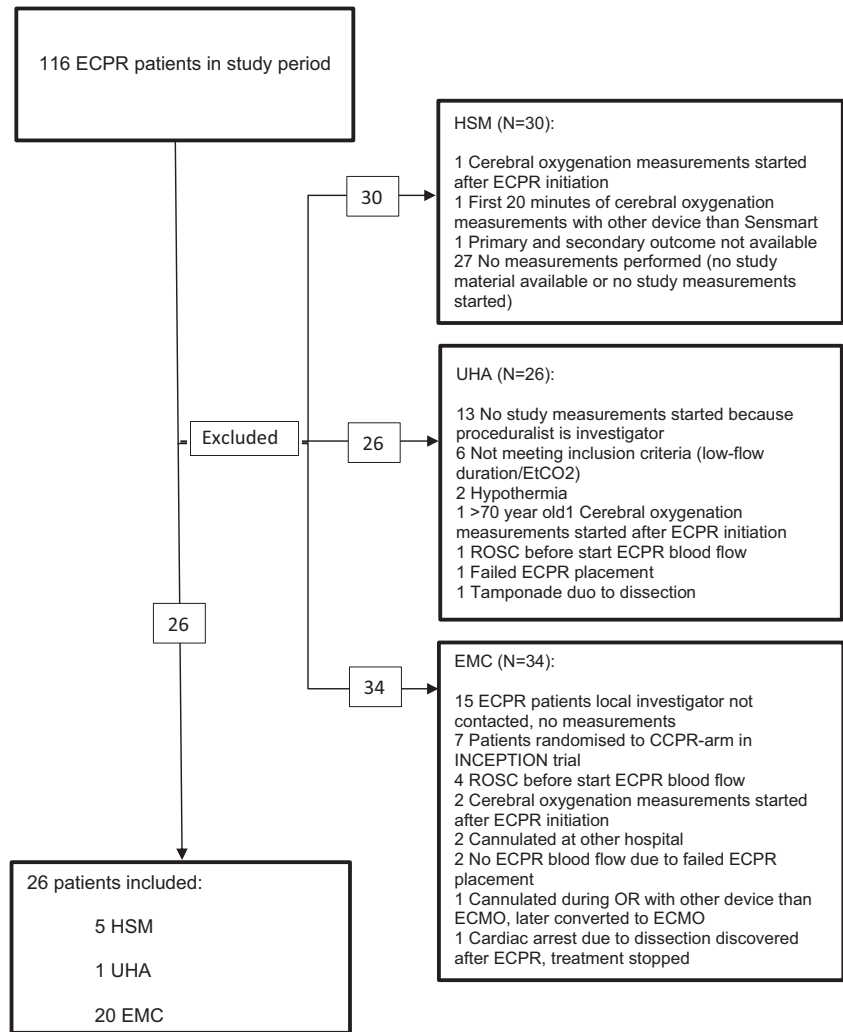 116 ECPR patients in study period
HSM (N=30):
1 Cerebral oxygenation measurements started
after ECPR initiation
1 First 20 minutes of cerebral oxygenation
measurements with other device than Sensmart
1 Primary and secondary outcome not available
27 No measurements performed (no study
material available or no study measurements
started)
30
UHA (N=26):
13 No study measurements started because
proceduralist is investigator
6 Not meeting inclusion criteria (low-flow
duration/EtCO2)
2 Hypothermia
1 >70 year old1 Cerebral oxygenation
measurements started after ECPR initiation
1 ROSC before start ECPR blood flow
1 Failed ECPR placement
1 Tamponade duo to dissection
Excluded
26
26
34
EMC (N=34):
15 ECPR patients local investigator not
contacted, no measurements
7 Patients randomised to CCPR-arm in
INCEPTION trial
4 ROSC before start ECPR blood flow
2 Cerebral oxygenation measurements started
after ECPR initiation
2 Cannulated at other hospital
2 No ECPR blood flow due to failed ECPR
placement
1 Cannulated during OR with other device than
ECMO, later converted to ECMO
1 Cardiac arrest due to dissection discovered
after ECPR, treatment stopped
26 patients included:
5 HSM
1 UHA
20 EMC